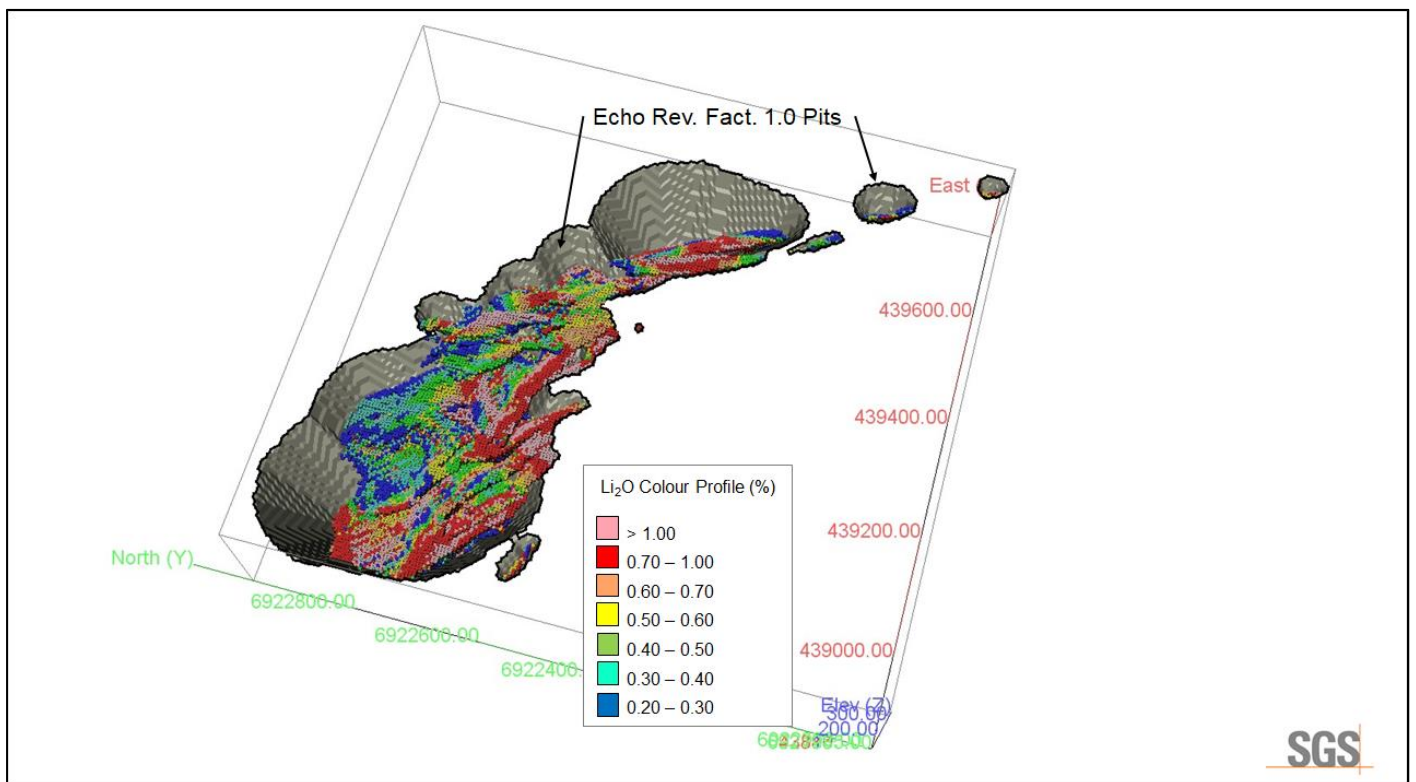 Echo Rev. Fact. 1.0 Pits
East
439600.00
439400.00
439200.00
439000.00
North (Y)
6922800.00
6922600.00
6922400.
Elev (Z)
300.00
200.00
Li₂O Colour Profile (%)
> 1.00
0.70 – 1.00
0.60 – 0.70
0.50 – 0.60
0.40 – 0.50
0.30 – 0.40
0.20 – 0.30
SGS